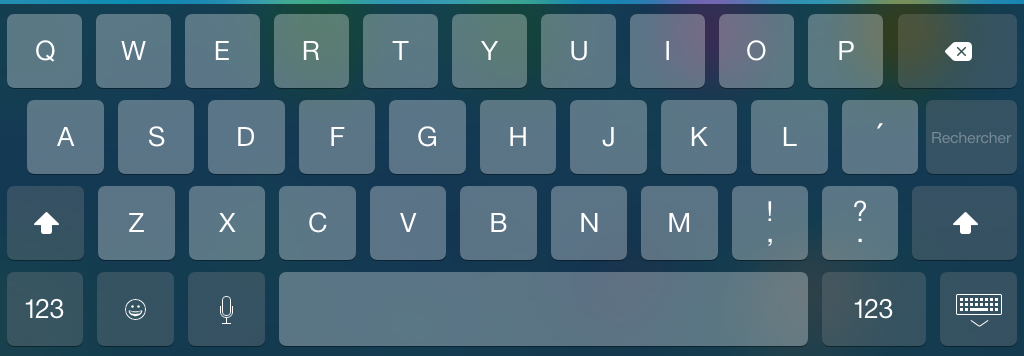 Q W E R T Y U I O P
A S D F G H J K L ´ Rechercher
Z X C V B N M ! , ? .
123 123